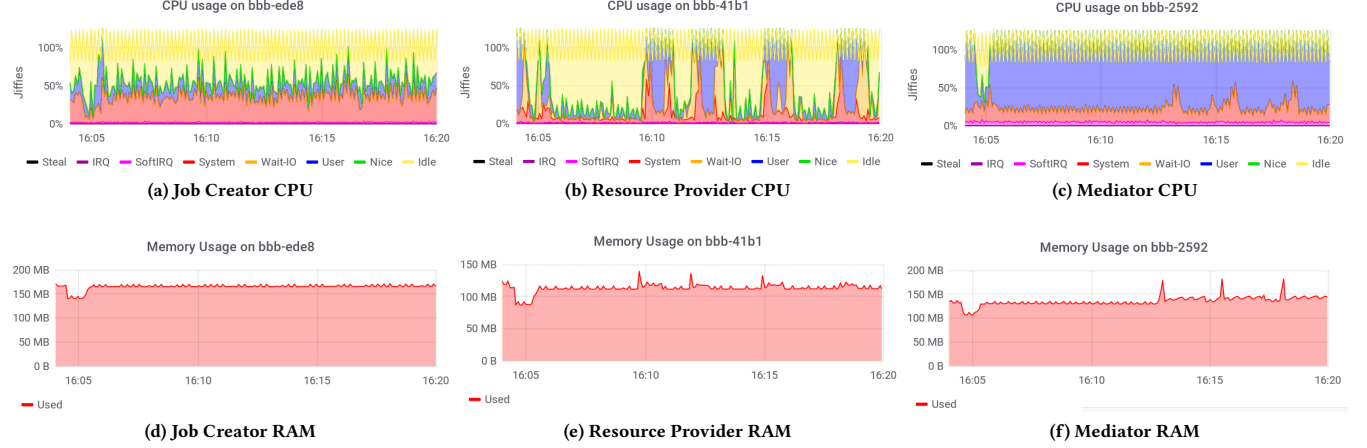 CPU usage on bbb-ede8
100%
50%
0%
Jiffies
16:05 16:10 16:15 16:20
Steal IRQ SoftIRQ System Wait-IO User Nice Idle
(a) Job Creator CPU
CPU usage on bbb-41b1
100%
50%
0%
Jiffies
16:05 16:10 16:15 16:20
Steal IRQ SoftIRQ System Wait-IO User Nice Idle
(b) Resource Provider CPU
CPU usage on bbb-2592
100%
50%
0%
Jiffies
16:05 16:10 16:15 16:20
Steal IRQ SoftIRQ System Wait-IO User Nice Idle
(c) Mediator CPU
Memory Usage on bbb-ede8
200 MB
150 MB
100 MB
50 MB
0 B
16:05 16:10 16:15 16:20
Used
(d) Job Creator RAM
Memory Usage on bbb-41b1
150 MB
100 MB
50 MB
0 B
16:05 16:10 16:15 16:20
Used
(e) Resource Provider RAM
Memory Usage on bbb-2592
200 MB
150 MB
100 MB
50 MB
0 B
16:05 16:10 16:15 16:20
Used
(f) Mediator RAM